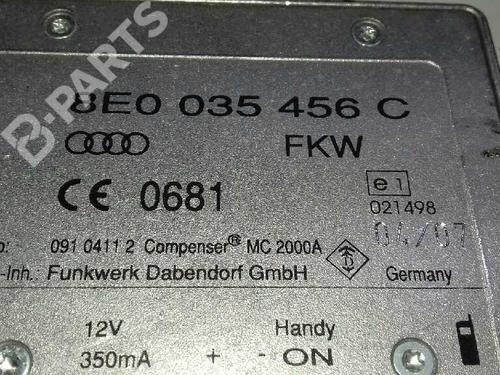 B-PARTS
8E0 035 456 C
FKW
CE 0681
e1
021498
04/07
o: 091 0411 2 Compenser® MC 2000A
-Inh.: Funkwerk Dabendorf GmbH
D
Germany
12V Handy
350mA + - ON